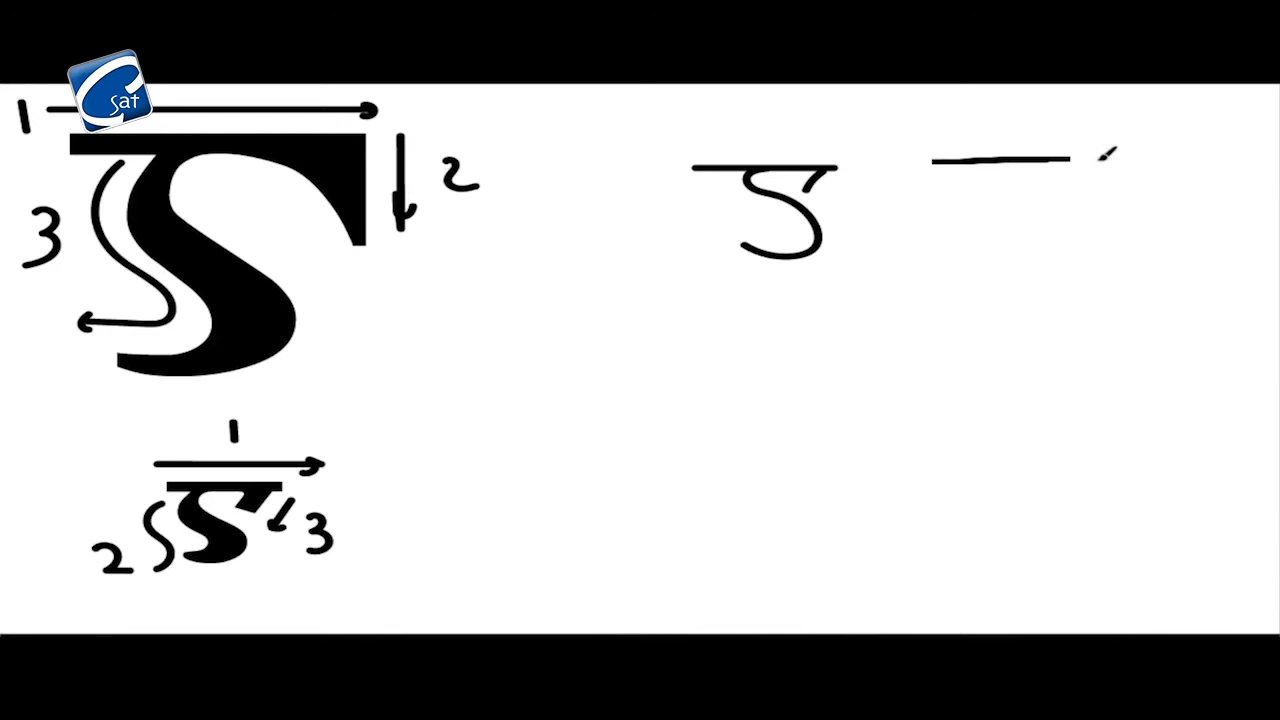 C Sat
1
Ⲋ 2 ⲋ
3
1
2 ⲋ 3